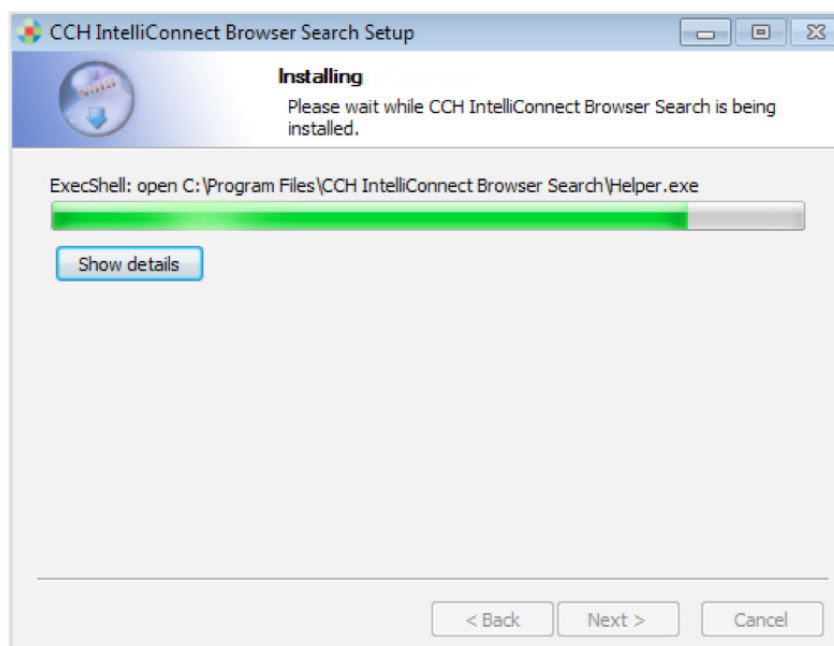 CCH IntelliConnect Browser Search Setup
Installing
Please wait while CCH IntelliConnect Browser Search is being
installed.
ExecShell: open C:\Program Files\CCH IntelliConnect Browser Search\Helper.exe
Show details
< Back
Next >
Cancel